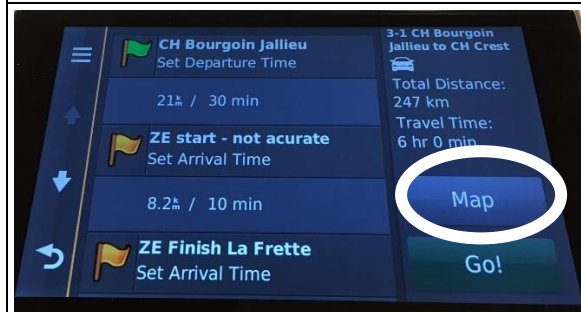 CH Bourgoin Jallieu
Set Departure Time
21km / 30 min
ZE start - not acurate
Set Arrival Time
8.2km / 10 min
ZE Finish La Frette
Set Arrival Time
3-1 CH Bourgoin
Jallieu to CH Crest
Total Distance:
247 km
Travel Time:
6 hr 0 min
Map
Go!